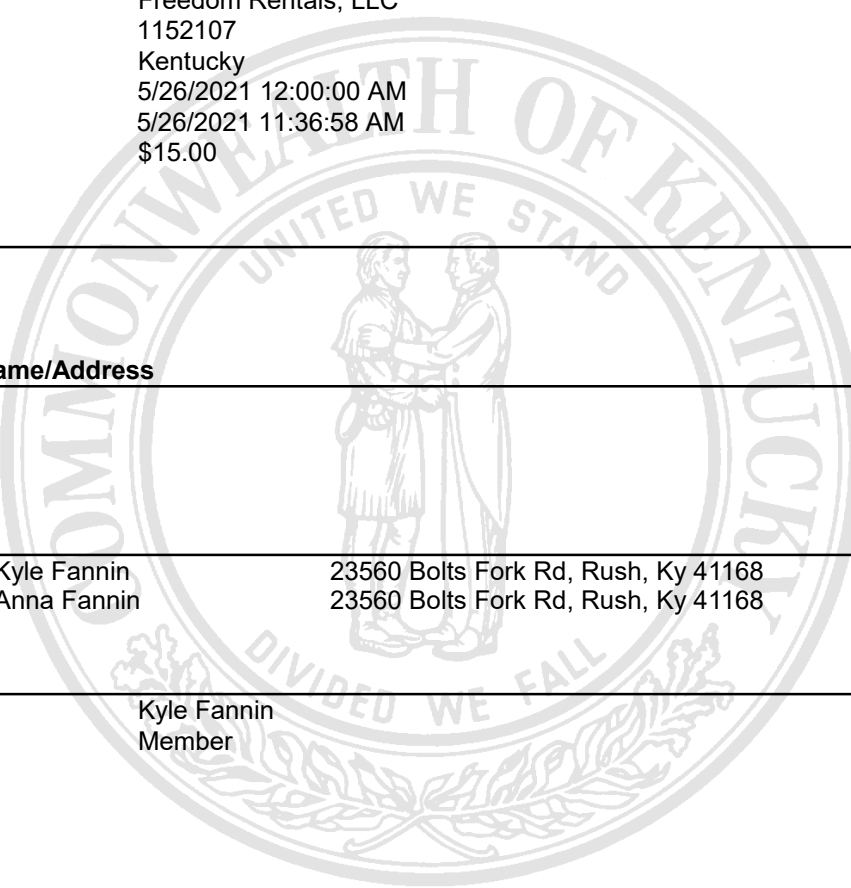 Freedom Rentals, LLC
1152107
Kentucky
5/26/2021 12:00:00 AM
5/26/2021 11:36:58 AM
$15.00
COMMONWEALTH OF KENTUCKY
UNITED WE STAND
ame/Address
Kyle Fannin 23560 Bolts Fork Rd, Rush, Ky 41168
Anna Fannin 23560 Bolts Fork Rd, Rush, Ky 41168
DIVIDED WE FALL
Kyle Fannin
Member